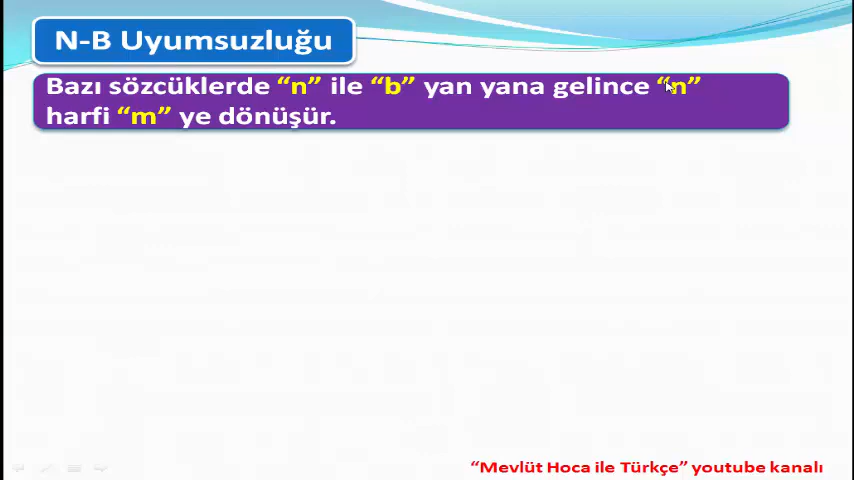 N-B Uyumsuzluğu
Bazı sözcüklerde “n” ile “b” yan yana gelince “n”
harfi “m” ye dönüşür.
“Mevlüt Hoca ile Türkçe” youtube kanalı